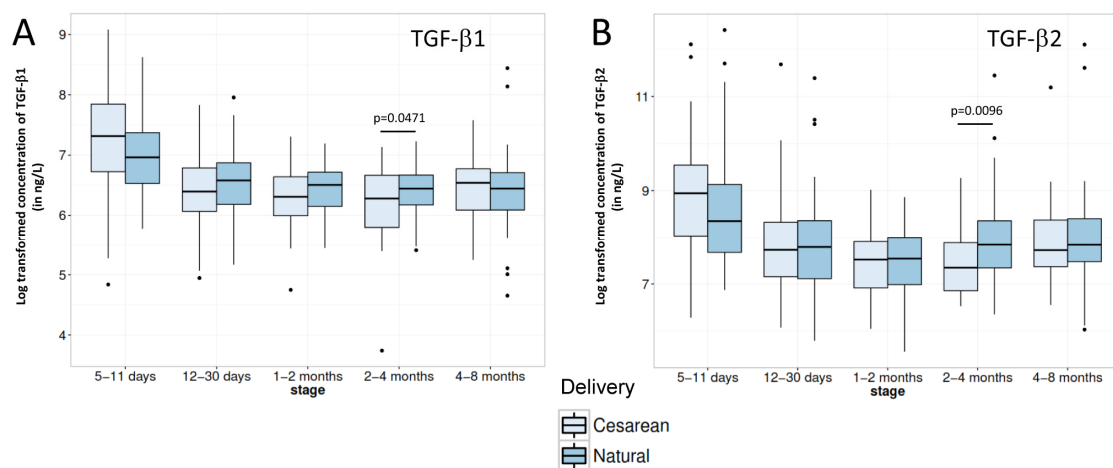 A
TGF-β1
Log transformed concentration of TGF-β1
(in ng/L)
9
8
7
6
5
4
p=0.0471
5−11 days
12−30 days
1−2 months
2−4 months
4−8 months
stage
B
TGF-β2
Log transformed concentration of TGF-β2
(in ng/L)
11
9
7
p=0.0096
5−11 days
12−30 days
1−2 months
2−4 months
4−8 months
stage
Delivery
Cesarean
Natural